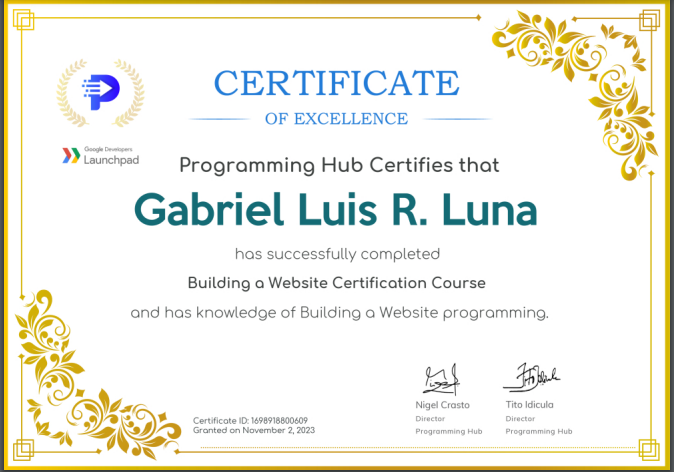 CERTIFICATE
OF EXCELLENCE
Google Developers
Launchpad
Programming Hub Certifies that
Gabriel Luis R. Luna
has successfully completed
Building a Website Certification Course
and has knowledge of Building a Website programming.
Nigel Crasto
Director
Programming Hub
Tito Idicula
Director
Programming Hub
Certificate ID: 1698918800609
Granted on November 2, 2023